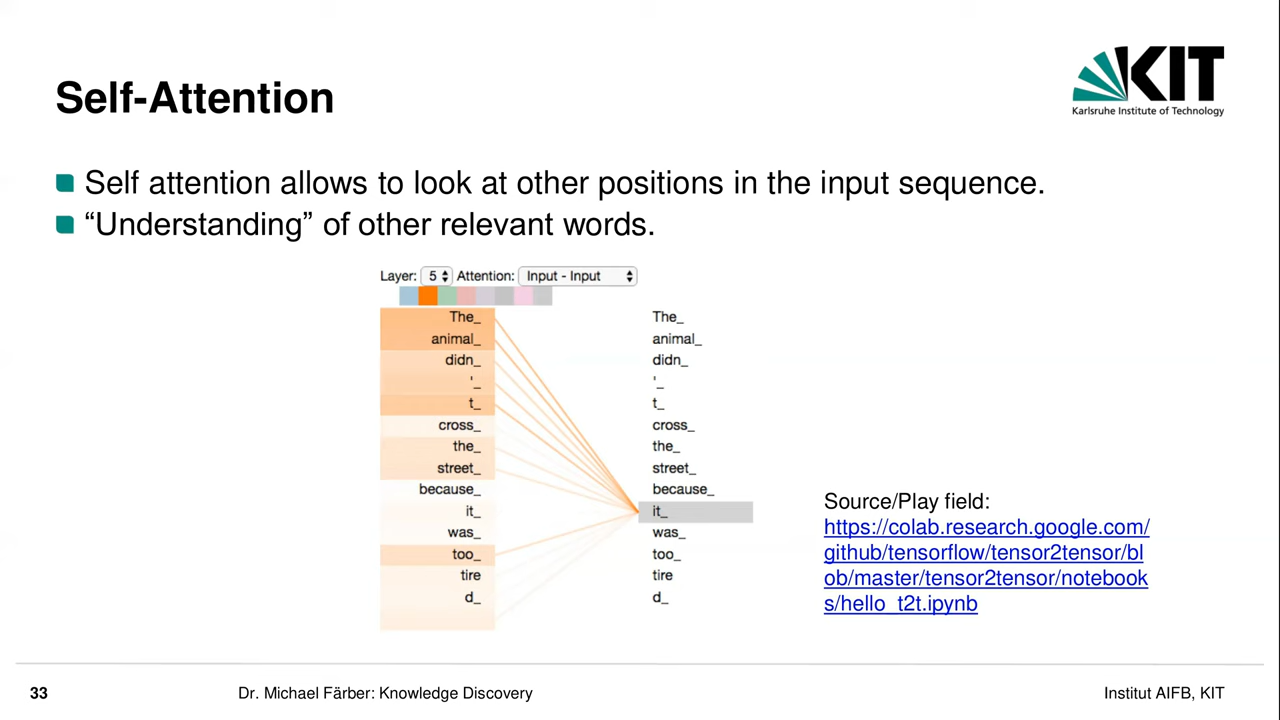 KIT
Karlsruhe Institute of Technology
Self-Attention
Self attention allows to look at other positions in the input sequence.
“Understanding” of other relevant words.
Layer: 5 Attention: Input - Input
The_ The_
animal_ animal_
didn_ didn_
'_ '_
t_ t_
cross_ cross_
the_ the_
street_ street_
because_ because_
it_ it_
was_ was_
too_ too_
tire tire
d_ d_
Source/Play field:
https://colab.research.google.com/
github/tensorflow/tensor2tensor/bl
ob/master/tensor2tensor/notebook
s/hello_t2t.ipynb
33 Dr. Michael Färber: Knowledge Discovery Institut AIFB, KIT